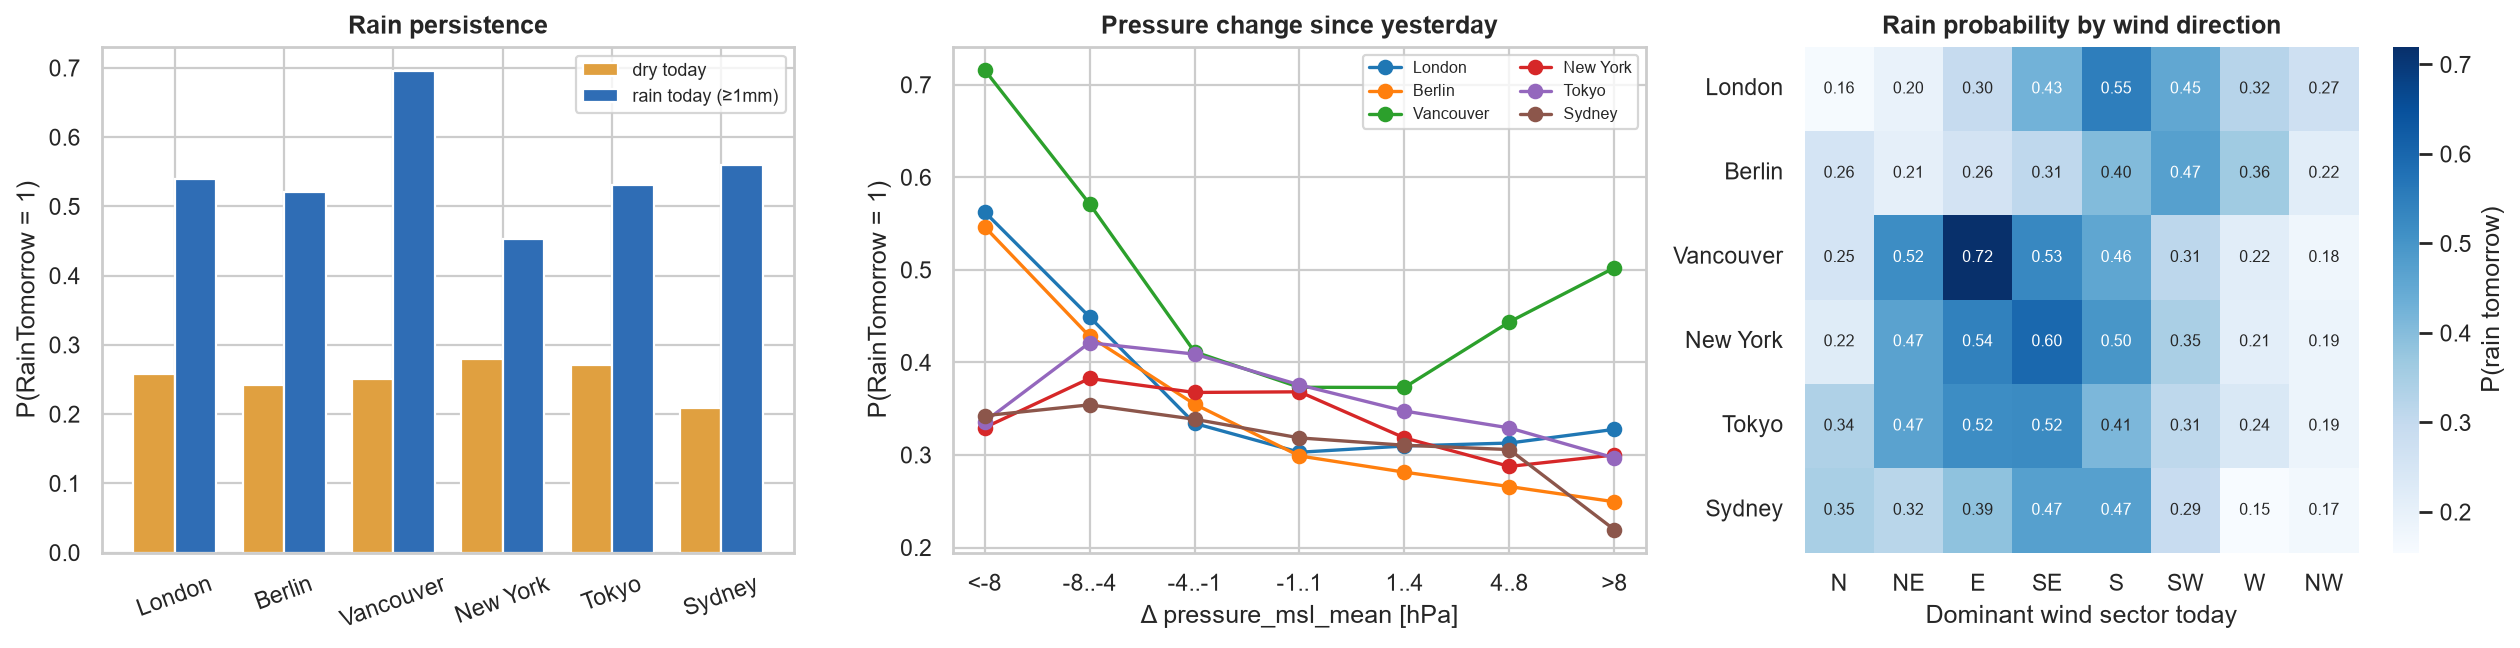 Rain persistence
P(RainTomorrow = 1)
0.7
0.6
0.5
0.4
0.3
0.2
0.1
0.0
dry today
rain today (≥1mm)
London Berlin Vancouver New York Tokyo Sydney
Pressure change since yesterday
P(RainTomorrow = 1)
0.7
0.6
0.5
0.4
0.3
0.2
London New York
Berlin Tokyo
Vancouver Sydney
<-8 -8..-4 -4..-1 -1..1 1..4 4..8 >8
Δ pressure_msl_mean [hPa]
Rain probability by wind direction
London 0.16 0.20 0.30 0.43 0.55 0.45 0.32 0.27
Berlin 0.26 0.21 0.26 0.31 0.40 0.47 0.36 0.22
Vancouver 0.25 0.52 0.72 0.53 0.46 0.31 0.22 0.18
New York 0.22 0.47 0.54 0.60 0.50 0.35 0.21 0.19
Tokyo 0.34 0.47 0.52 0.52 0.41 0.31 0.24 0.19
Sydney 0.35 0.32 0.39 0.47 0.47 0.29 0.15 0.17
N NE E SE S SW W NW
Dominant wind sector today
0.7
0.6
0.5
0.4
0.3
0.2
P(rain tomorrow)